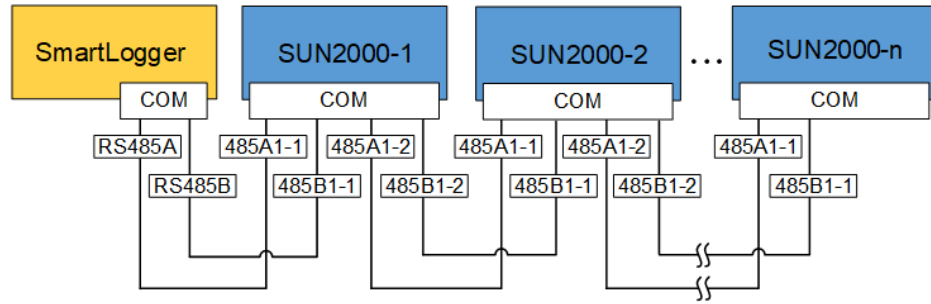 SmartLogger
SUN2000-1
SUN2000-2
...
SUN2000-n
COM
COM
COM
COM
RS485A
485A1-1
485A1-2
485A1-1
485A1-2
485A1-1
RS485B
485B1-1
485B1-2
485B1-1
485B1-2
485B1-1